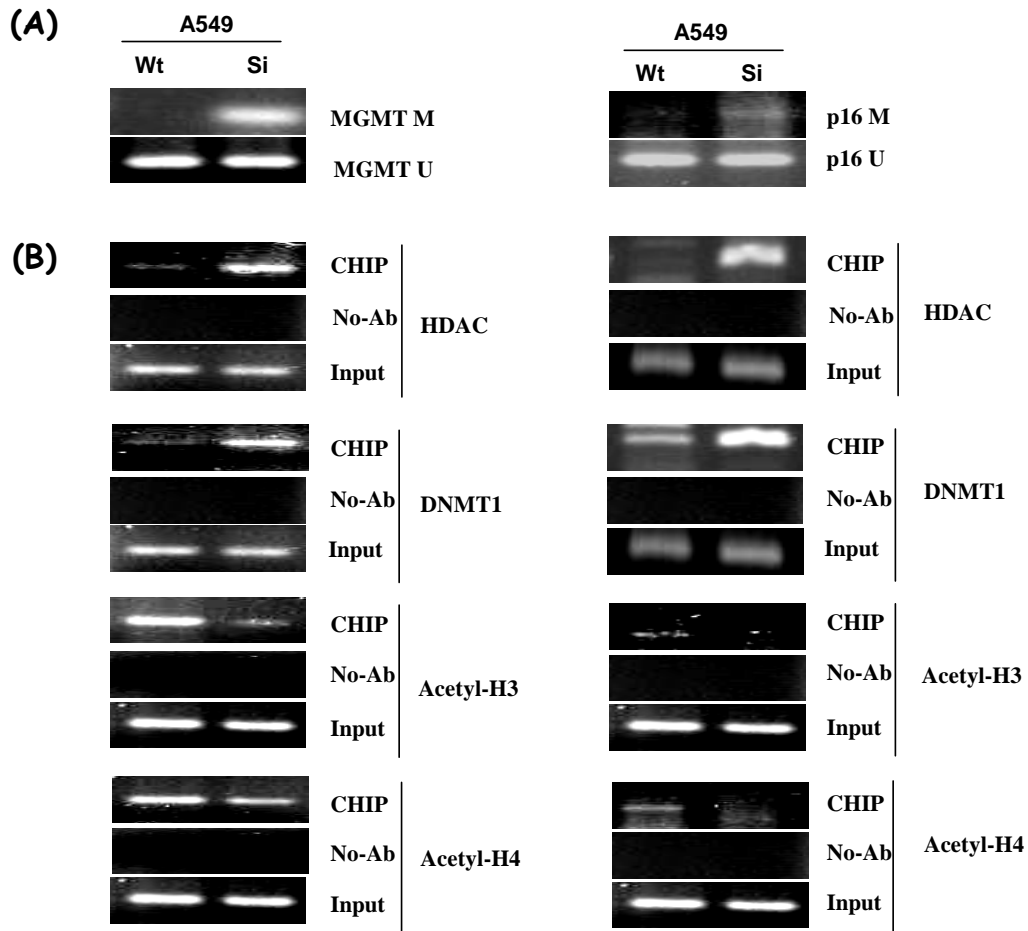 (A)
A549
Wt Si
MGMT M
MGMT U
A549
Wt Si
p16 M
p16 U
(B)
CHIP
No-Ab
Input
HDAC
CHIP
No-Ab
Input
DNMT1
CHIP
No-Ab
Input
Acetyl-H3
CHIP
No-Ab
Input
Acetyl-H4
CHIP
No-Ab
Input
HDAC
CHIP
No-Ab
Input
DNMT1
CHIP
No-Ab
Input
Acetyl-H3
CHIP
No-Ab
Input
Acetyl-H4